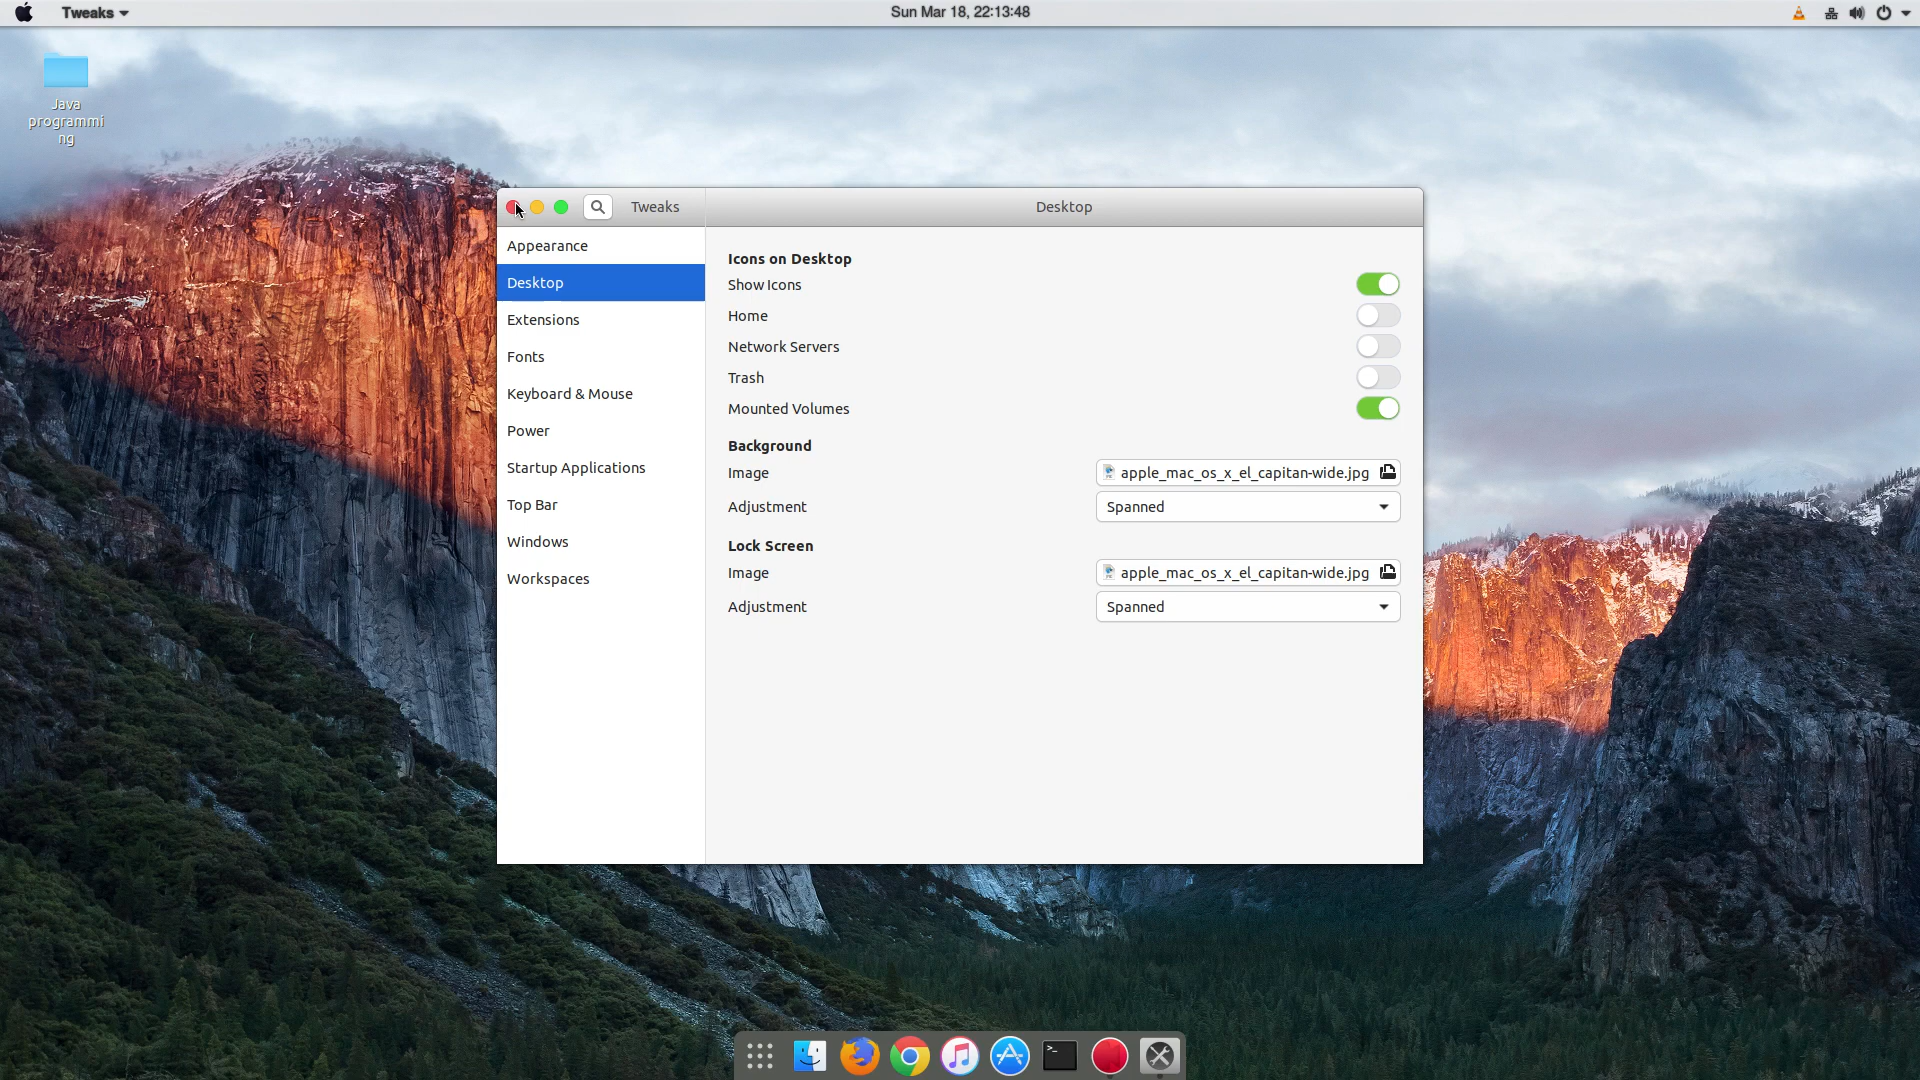 Tweaks
Sun Mar 18, 22:13:48
Java
programmi
ng
Tweaks
Desktop
Appearance
Desktop
Extensions
Fonts
Keyboard & Mouse
Power
Startup Applications
Top Bar
Windows
Workspaces
Icons on Desktop
Show Icons
Home
Network Servers
Trash
Mounted Volumes
Background
Image apple_mac_os_x_el_capitan-wide.jpg
Adjustment Spanned
Lock Screen
Image apple_mac_os_x_el_capitan-wide.jpg
Adjustment Spanned
>_